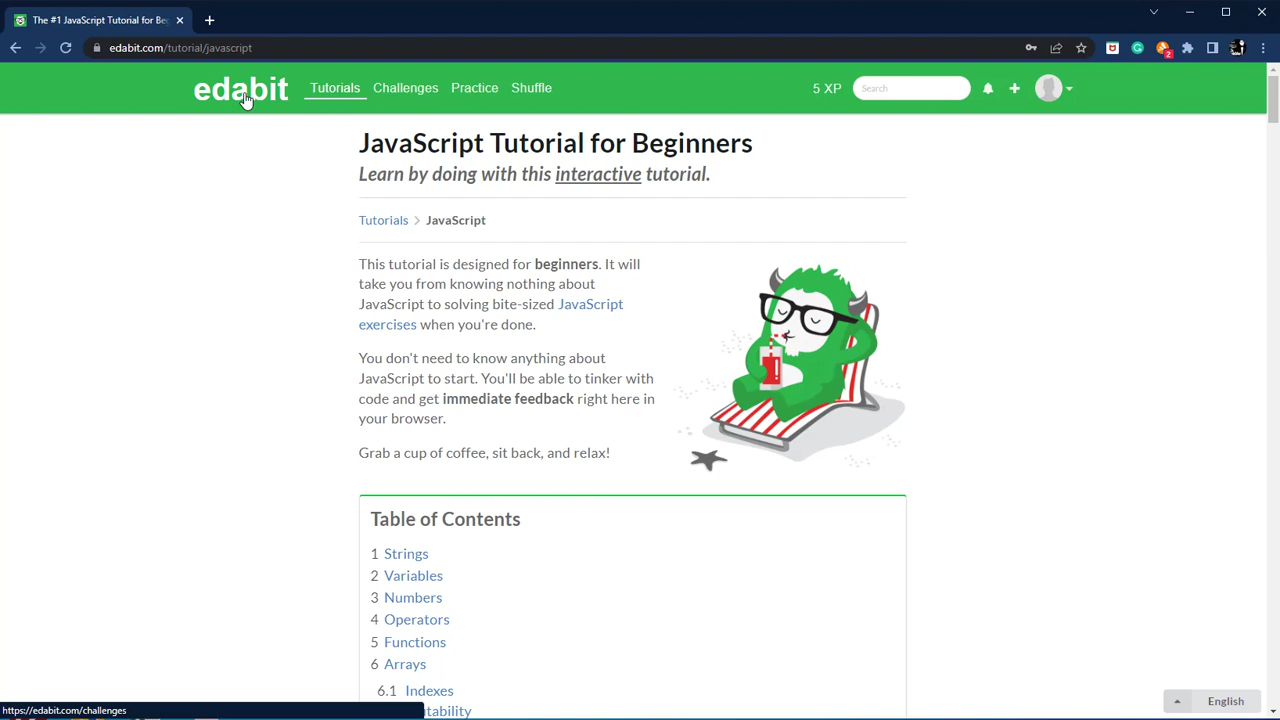 The #1 JavaScript Tutorial for Be
edabit.com/tutorial/javascript
2
edabit
Tutorials
Challenges
Practice
Shuffle
5 XP
Search
JavaScript Tutorial for Beginners
Learn by doing with this interactive tutorial.
Tutorials > JavaScript
This tutorial is designed for beginners. It will
take you from knowing nothing about
JavaScript to solving bite-sized JavaScript
exercises when you're done.
You don't need to know anything about
JavaScript to start. You'll be able to tinker with
code and get immediate feedback right here in
your browser.
Grab a cup of coffee, sit back, and relax!
Table of Contents
1 Strings
2 Variables
3 Numbers
4 Operators
5 Functions
6 Arrays
6.1 Indexes
tability
English
https://edabit.com/challenges